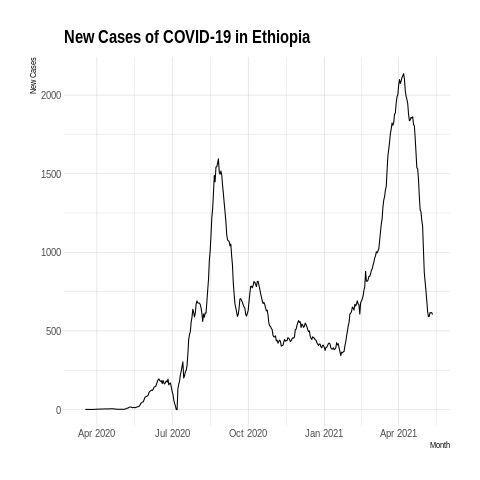 New Cases of COVID-19 in Ethiopia
New Cases
2000
1500
1000
500
0
Apr 2020 Jul 2020 Oct 2020 Jan 2021 Apr 2021
Month